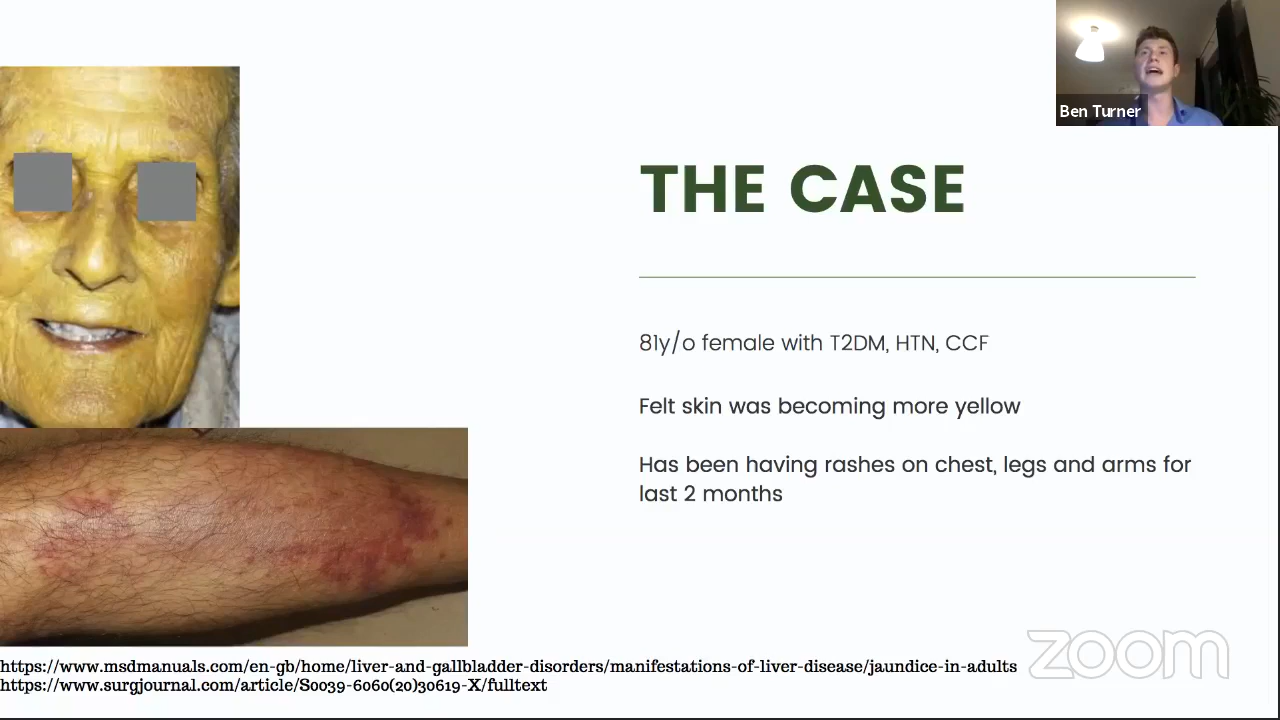 Ben Turner
THE CASE
81y/o female with T2DM, HTN, CCF
Felt skin was becoming more yellow
Has been having rashes on chest, legs and arms for
last 2 months
zoom
https://www.msdmanuals.com/en-gb/home/liver-and-gallbladder-disorders/manifestations-of-liver-disease/jaundice-in-adults
https://www.surgjournal.com/article/S0039-6060(20)30619-X/fulltext